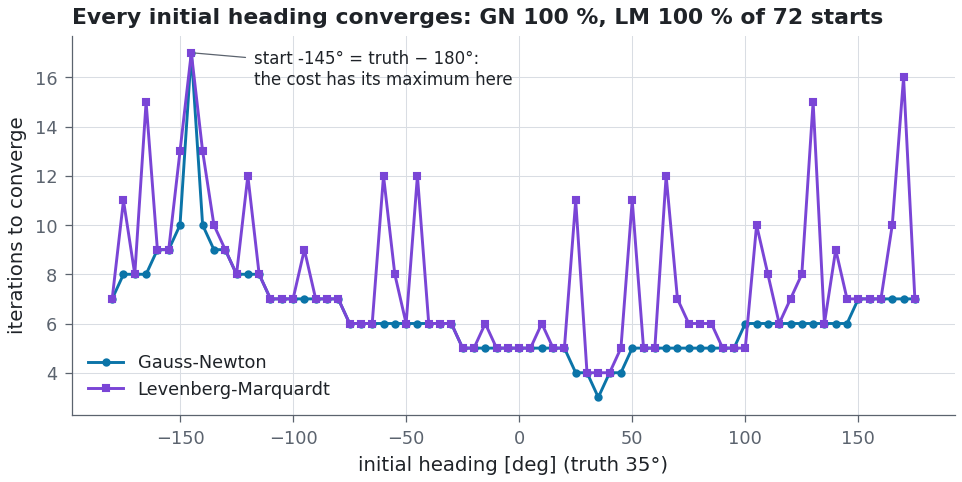 Every initial heading converges: GN 100 %, LM 100 % of 72 starts
start -145° = truth − 180°:
the cost has its maximum here
iterations to converge
16
14
12
10
8
6
4
Gauss-Newton
Levenberg-Marquardt
−150
−100
−50
0
50
100
150
initial heading [deg] (truth 35°)